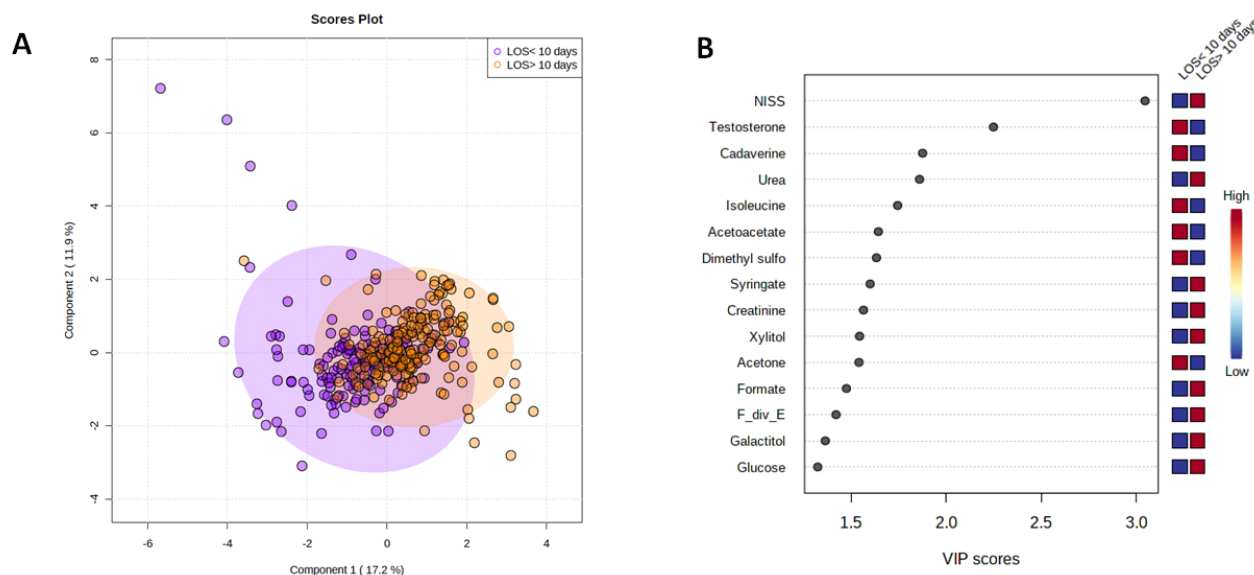 A
Scores Plot
LOS< 10 days
LOS> 10 days
Component 2 ( 11.9 %)
8
6
4
2
0
-2
-4
-6
-4
-2
0
2
4
Component 1 ( 17.2 %)
B
LOS< 10 days
LOS> 10 days
NISS
Testosterone
Cadaverine
Urea
Isoleucine
Acetoacetate
Dimethyl sulfo
Syringate
Creatinine
Xylitol
Acetone
Formate
F_div_E
Galactitol
Glucose
High
Low
1.5
2.0
2.5
3.0
VIP scores